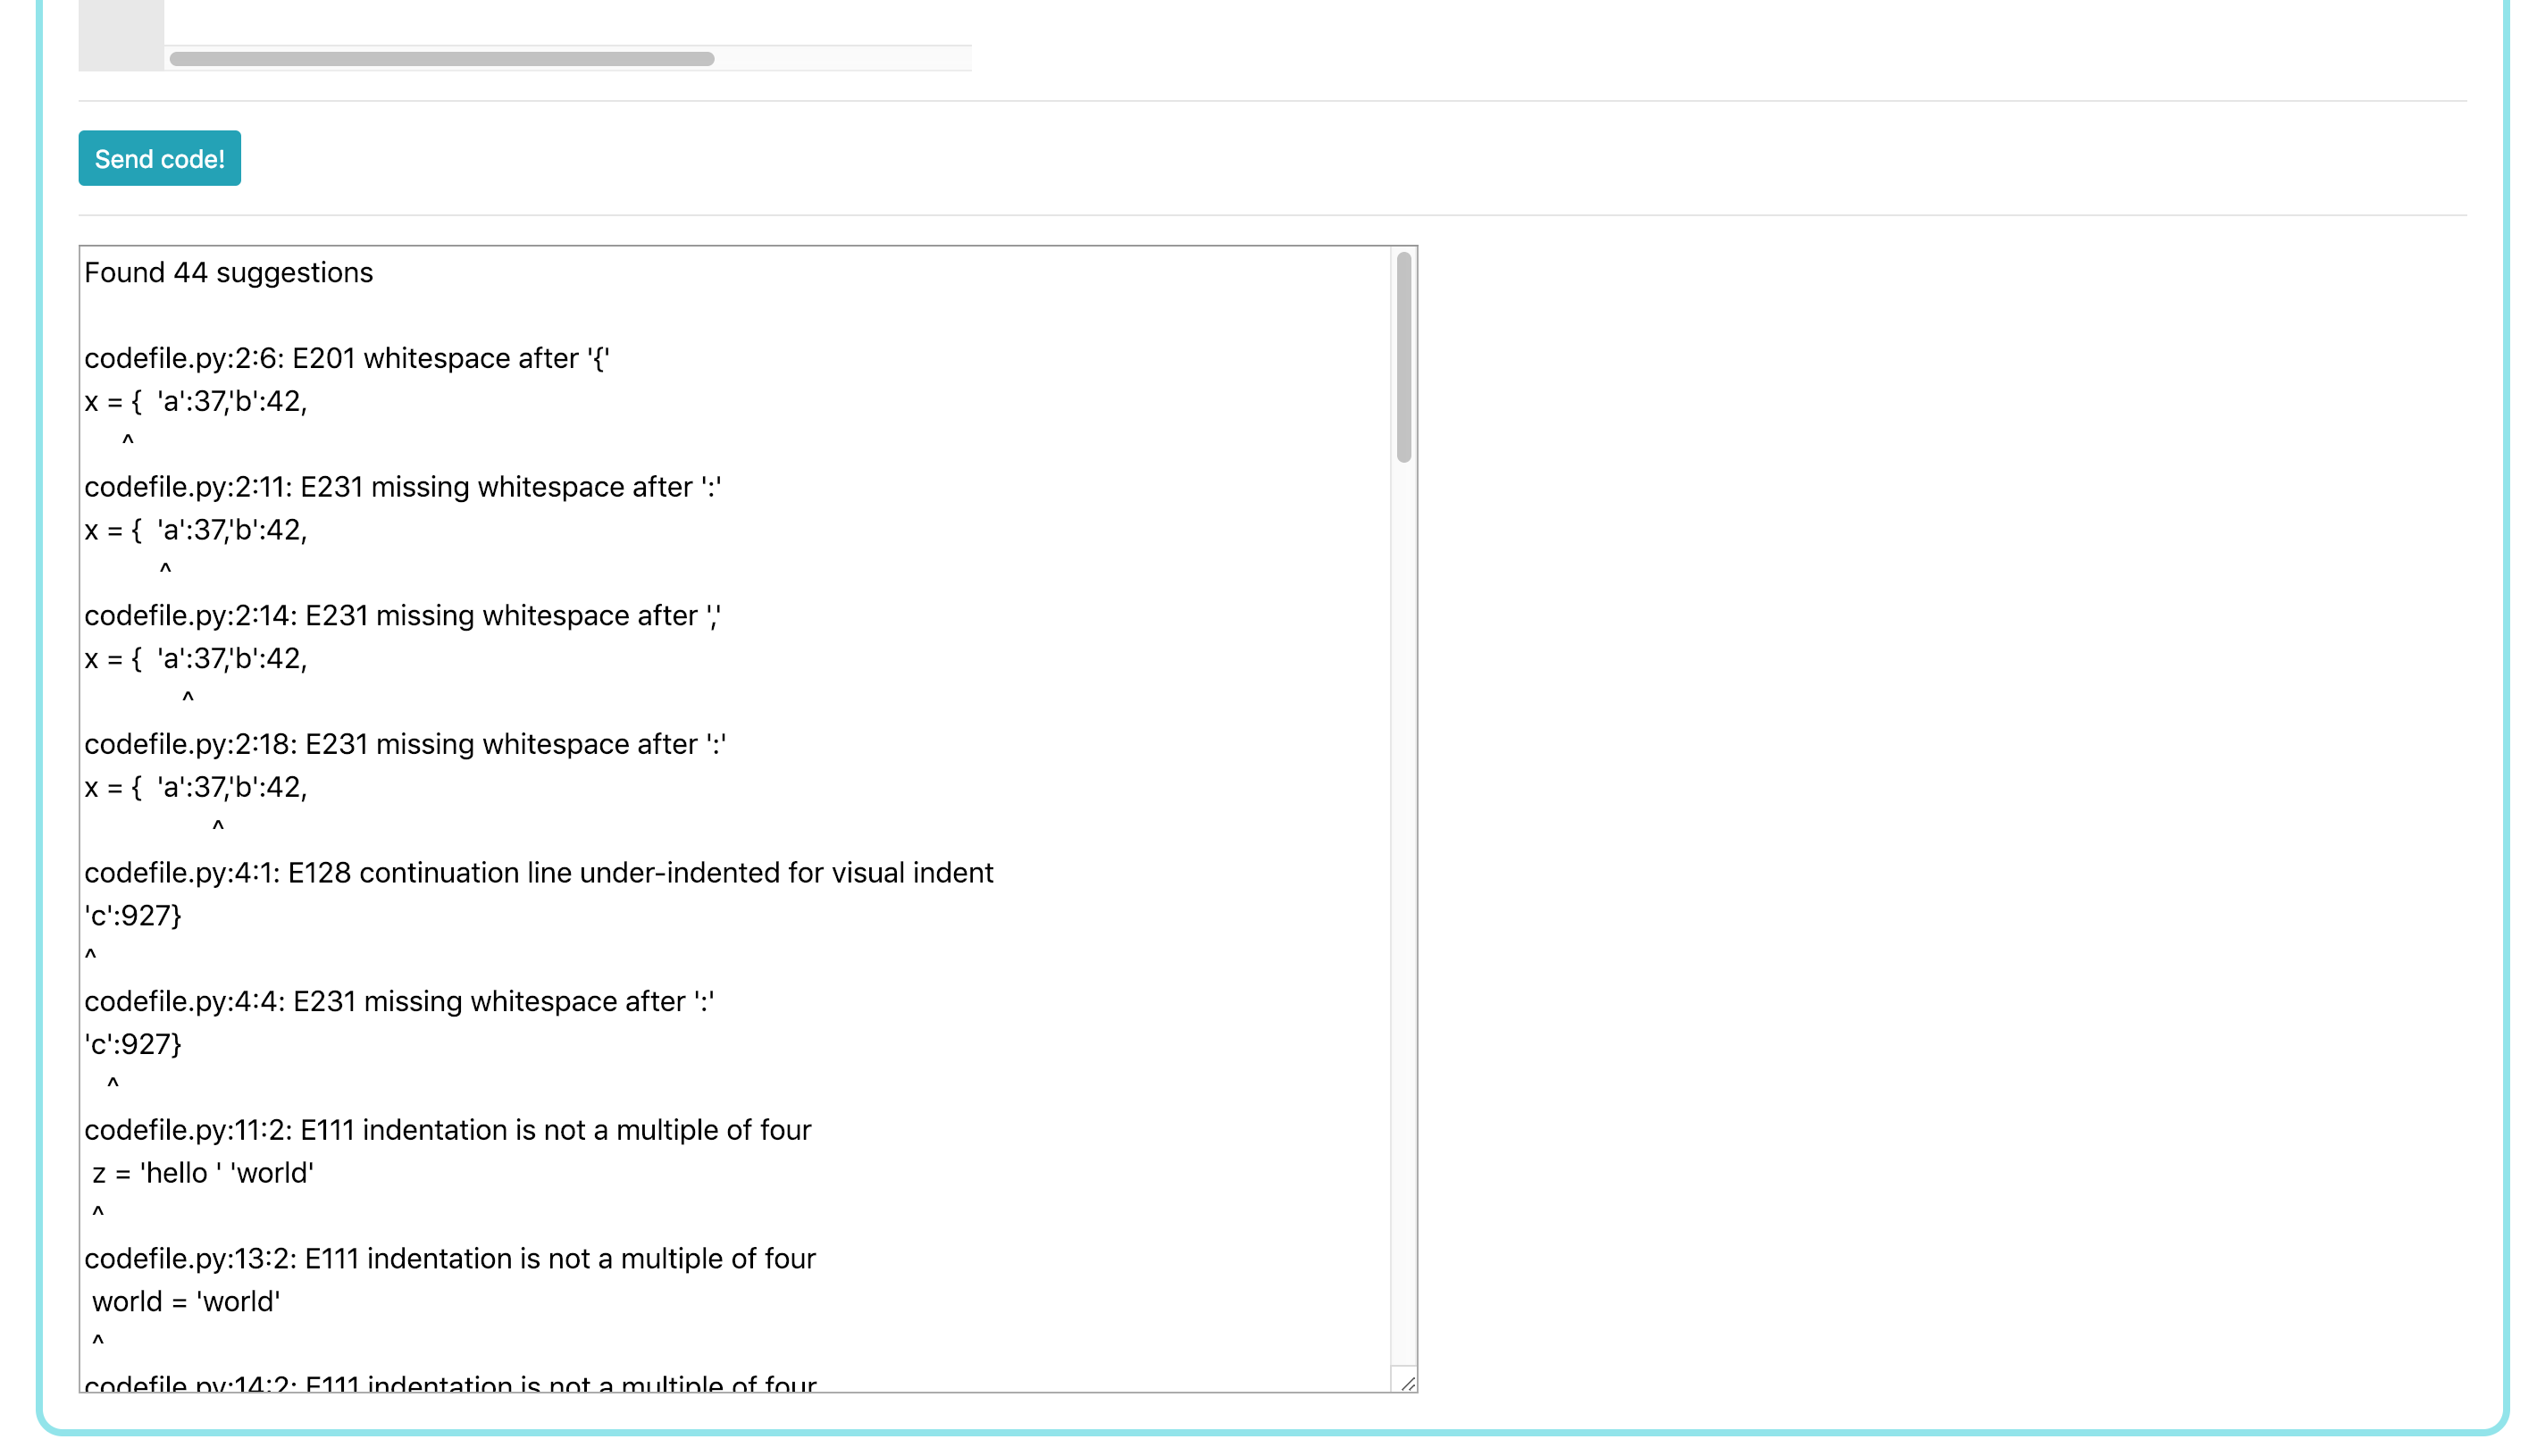 Send code!
Found 44 suggestions
codefile.py:2:6: E201 whitespace after '{'
x = {  'a':37,'b':42,
     ^
codefile.py:2:11: E231 missing whitespace after ':'
x = {  'a':37,'b':42,
          ^
codefile.py:2:14: E231 missing whitespace after ','
x = {  'a':37,'b':42,
             ^
codefile.py:2:18: E231 missing whitespace after ':'
x = {  'a':37,'b':42,
                 ^
codefile.py:4:1: E128 continuation line under-indented for visual indent
'c':927}
^
codefile.py:4:4: E231 missing whitespace after ':'
'c':927}
   ^
codefile.py:11:2: E111 indentation is not a multiple of four
 z = 'hello ' 'world'
 ^
codefile.py:13:2: E111 indentation is not a multiple of four
 world = 'world'
 ^
codefile.py:14:2: E111 indentation is not a multiple of four